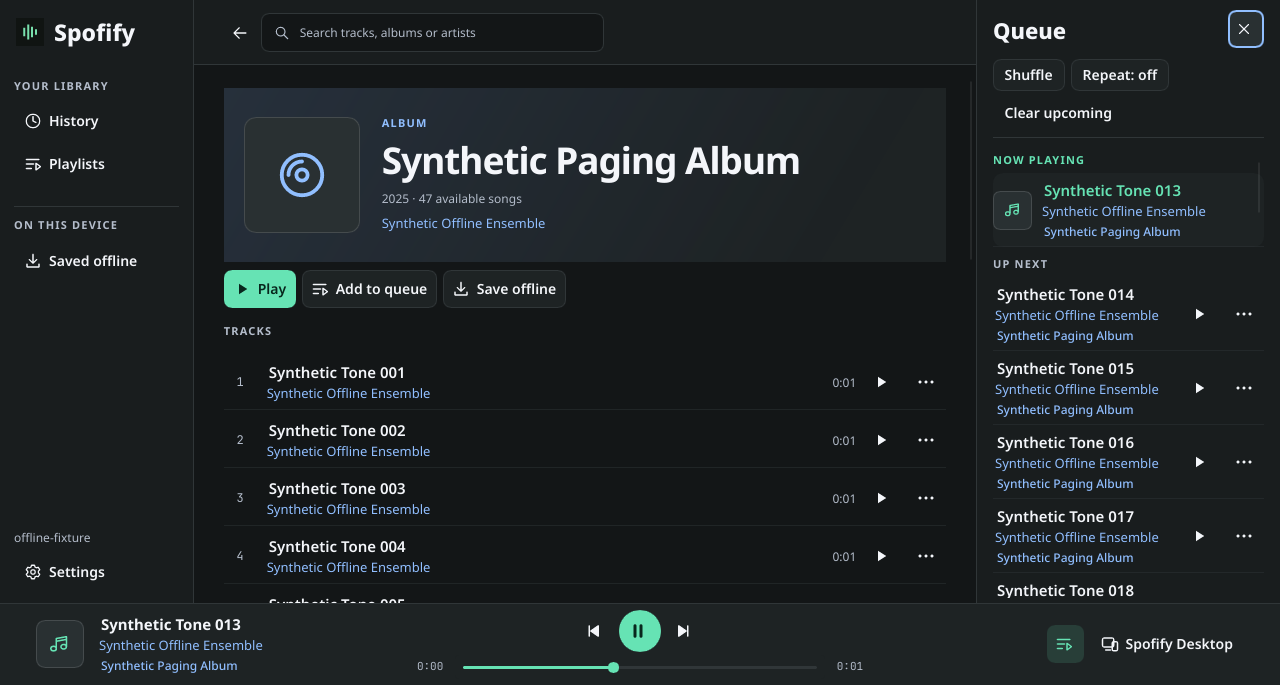 Spofify
YOUR LIBRARY
History
Playlists
ON THIS DEVICE
Saved offline
offline-fixture
Settings
Search tracks, albums or artists
ALBUM
Synthetic Paging Album
2025 · 47 available songs
Synthetic Offline Ensemble
Play
Add to queue
Save offline
TRACKS
1 Synthetic Tone 001 0:01
Synthetic Offline Ensemble
2 Synthetic Tone 002 0:01
Synthetic Offline Ensemble
3 Synthetic Tone 003 0:01
Synthetic Offline Ensemble
4 Synthetic Tone 004 0:01
Synthetic Offline Ensemble
Synthetic Tone 005
Queue
Shuffle
Repeat: off
Clear upcoming
NOW PLAYING
Synthetic Tone 013
Synthetic Offline Ensemble
Synthetic Paging Album
UP NEXT
Synthetic Tone 014
Synthetic Offline Ensemble
Synthetic Paging Album
Synthetic Tone 015
Synthetic Offline Ensemble
Synthetic Paging Album
Synthetic Tone 016
Synthetic Offline Ensemble
Synthetic Paging Album
Synthetic Tone 017
Synthetic Offline Ensemble
Synthetic Paging Album
Synthetic Tone 018
Synthetic Tone 013
Synthetic Offline Ensemble
Synthetic Paging Album
0:00
0:01
Spofify Desktop